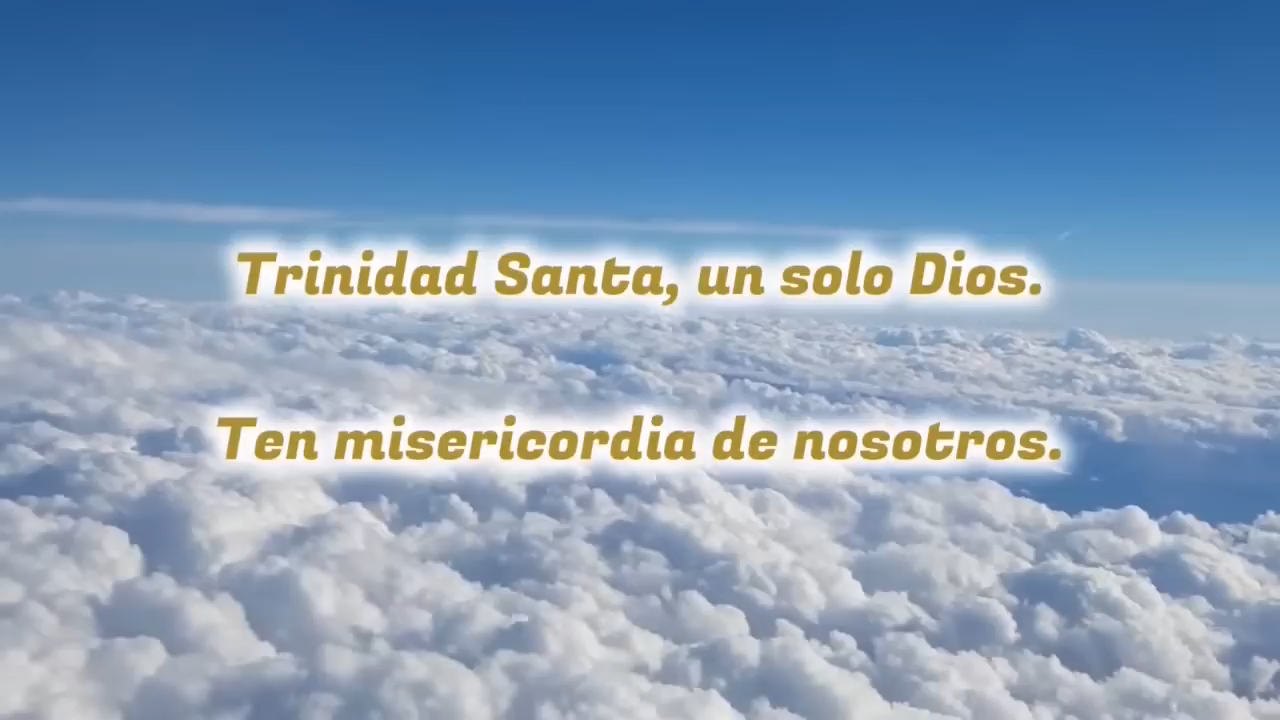 Trinidad Santa, un solo Dios.
Ten misericordia de nosotros.